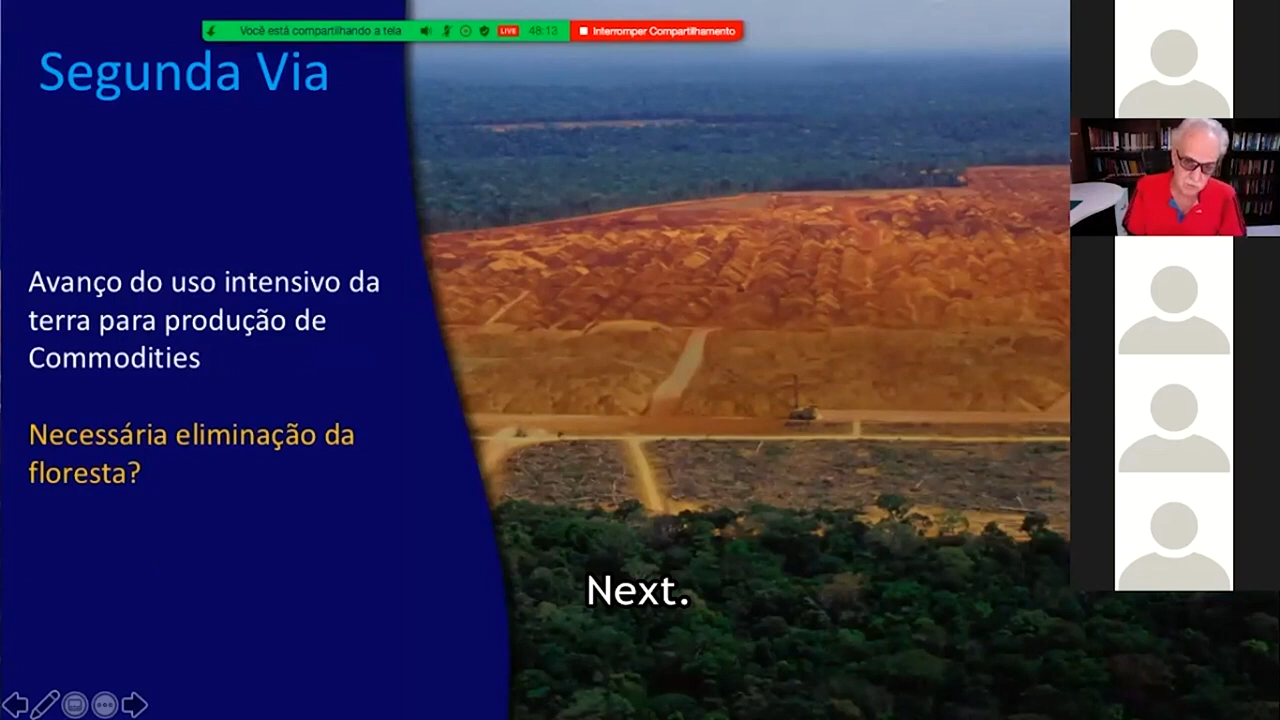 Você está compartilhando a tela LIVE 48:13 Interromper Compartilhamento
Segunda Via
Avanço do uso intensivo da
terra para produção de
Commodities
Necessária eliminação da
floresta?
Next.